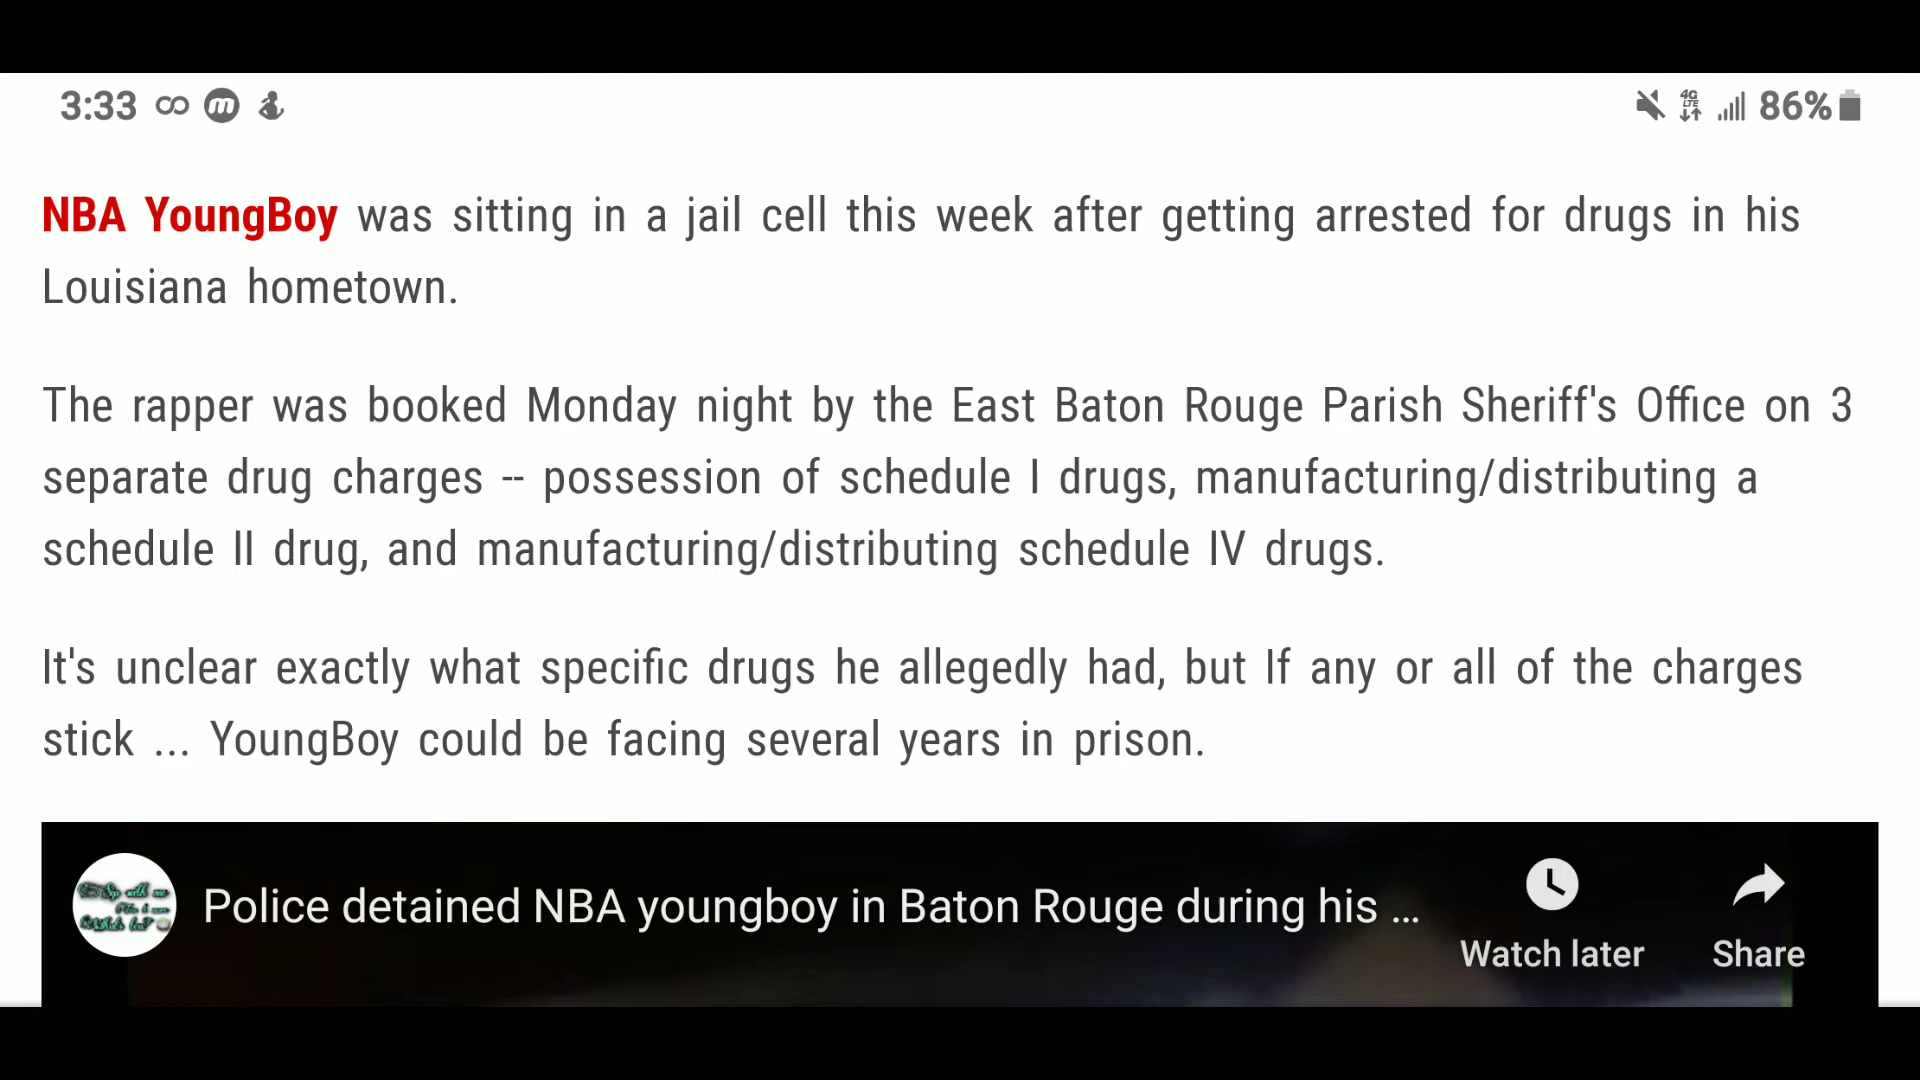 3:33
4G LTE 86%
NBA YoungBoy was sitting in a jail cell this week after getting arrested for drugs in his
Louisiana hometown.
The rapper was booked Monday night by the East Baton Rouge Parish Sheriff's Office on 3
separate drug charges -- possession of schedule I drugs, manufacturing/distributing a
schedule II drug, and manufacturing/distributing schedule IV drugs.
It's unclear exactly what specific drugs he allegedly had, but If any or all of the charges
stick ... YoungBoy could be facing several years in prison.
Police detained NBA youngboy in Baton Rouge during his ...
Watch later
Share